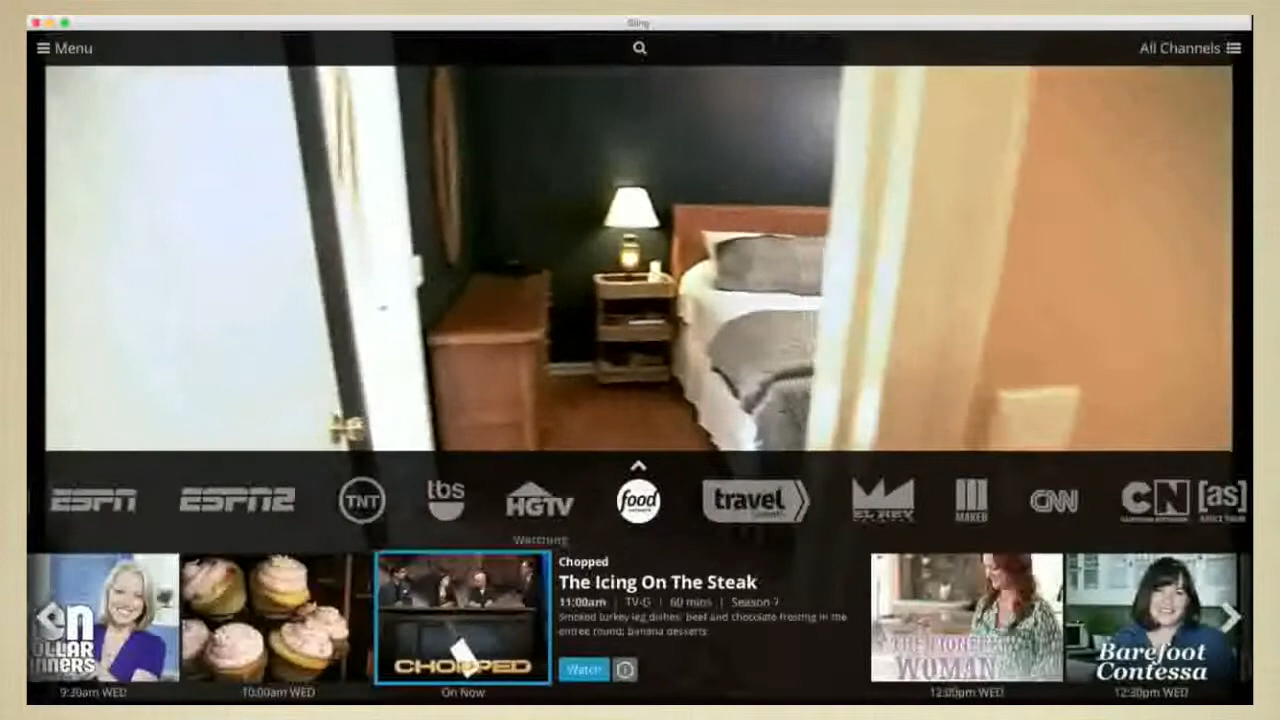 Sling
Menu
All Channels
ESPN
ESPN2
TNT
tbs
HGTV
food
travel
EL REY
MAKER
CNN
CN
[as]
Watching
Chopped
The Icing On The Steak
11:00am | TV-G | 60 mins | Season 7
Smoked turkey leg dishes; beef and chocolate frosting in the
entrée round; banana desserts.
Watch
CHOPPED
THE PIONEER
WOMAN
Barefoot
Contessa
9:30am WED
10:00am WED
On Now
12:00pm WED
12:30pm WED